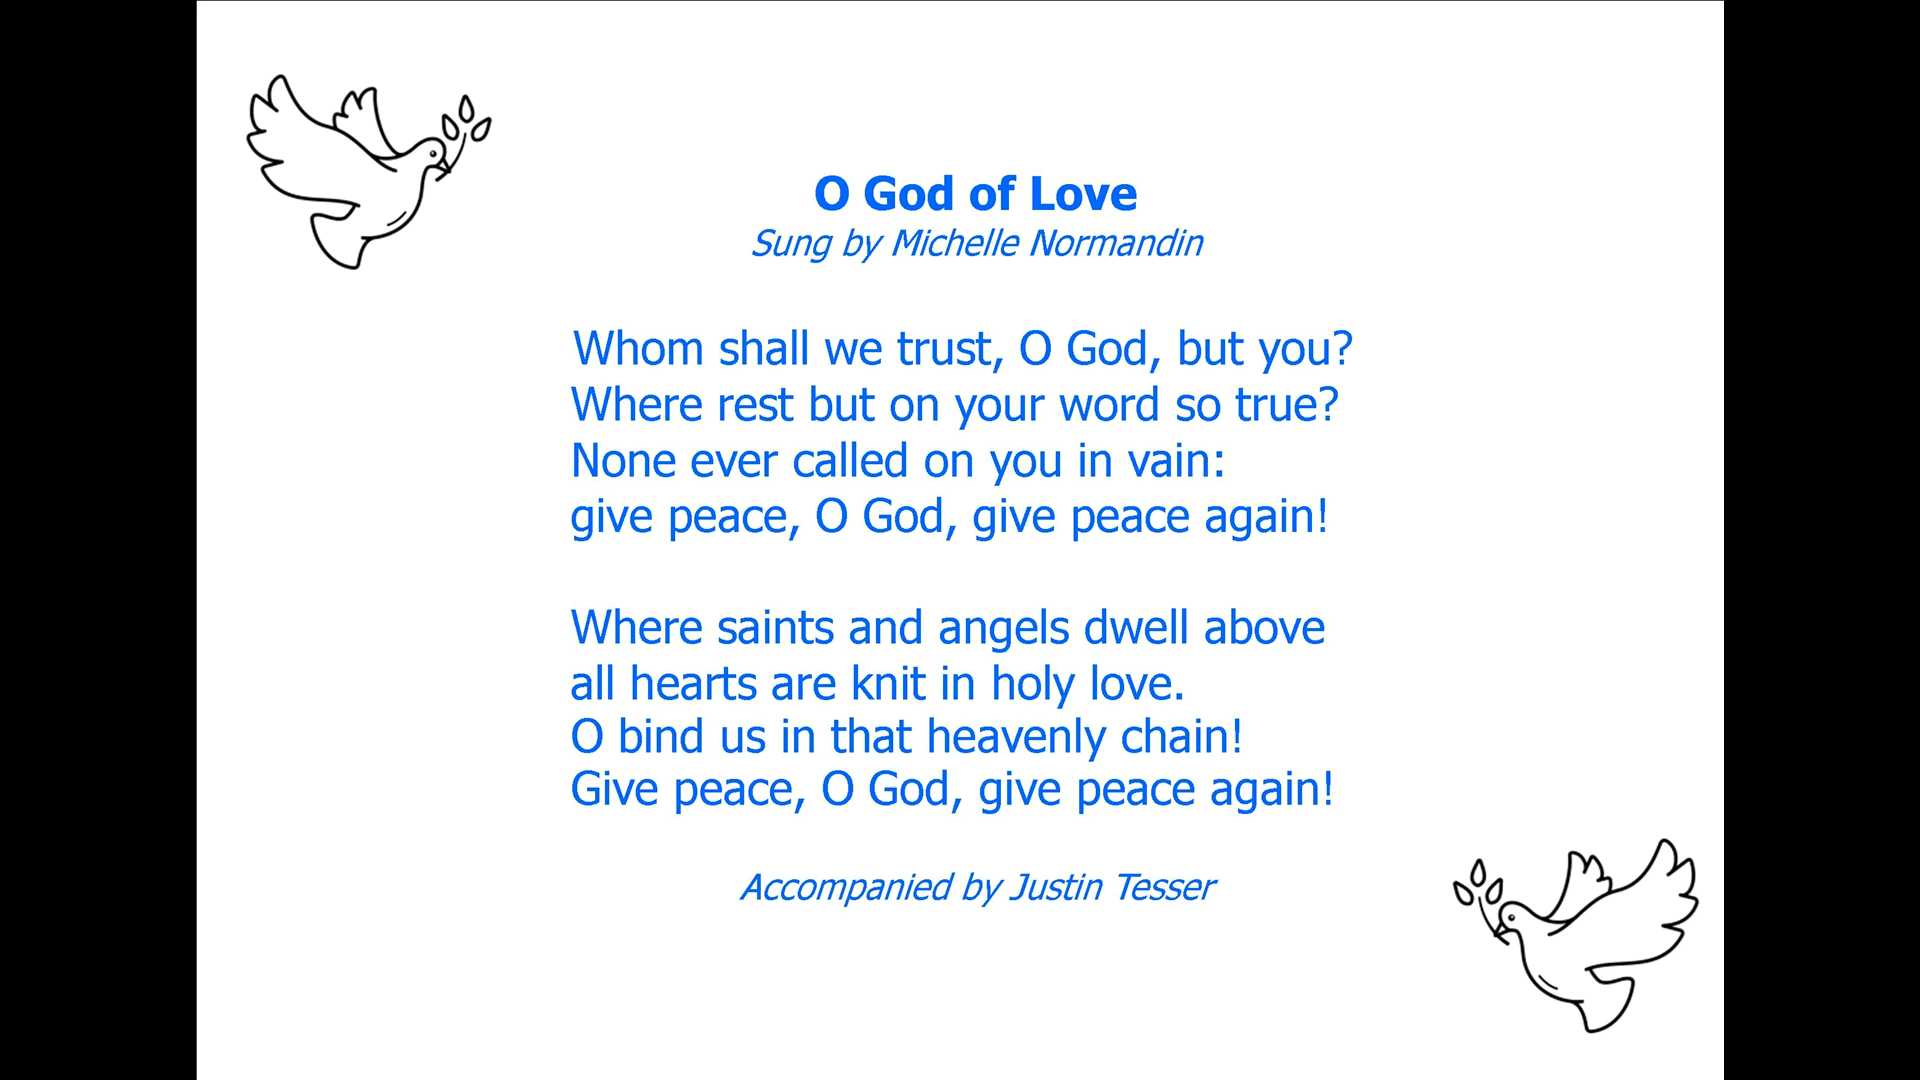 O God of Love
Sung by Michelle Normandin
Whom shall we trust, O God, but you?
Where rest but on your word so true?
None ever called on you in vain:
give peace, O God, give peace again!
Where saints and angels dwell above
all hearts are knit in holy love.
O bind us in that heavenly chain!
Give peace, O God, give peace again!
Accompanied by Justin Tesser